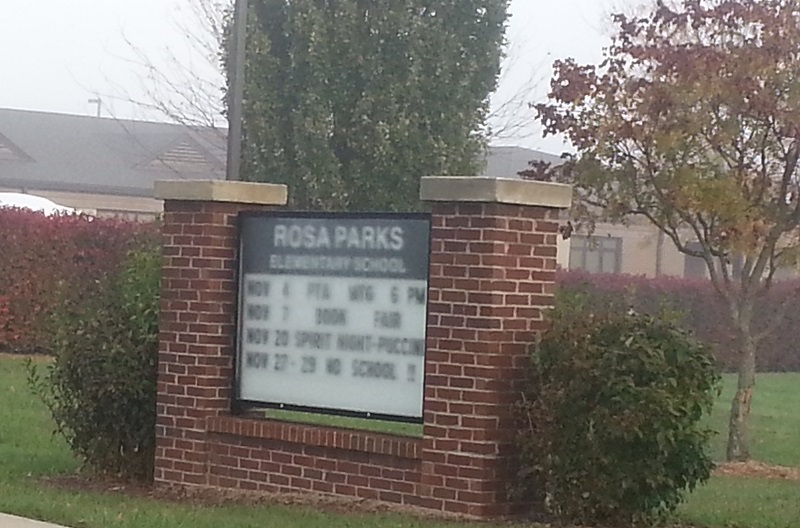 ROSA PARKS
ELEMENTARY SCHOOL
NOV 4 PTA MTG 6 PM
NOV 7 BOOK FAIR
NOV 20 SPIRIT NIGHT-PUCCINI
NOV 27-29 NO SCHOOL !!